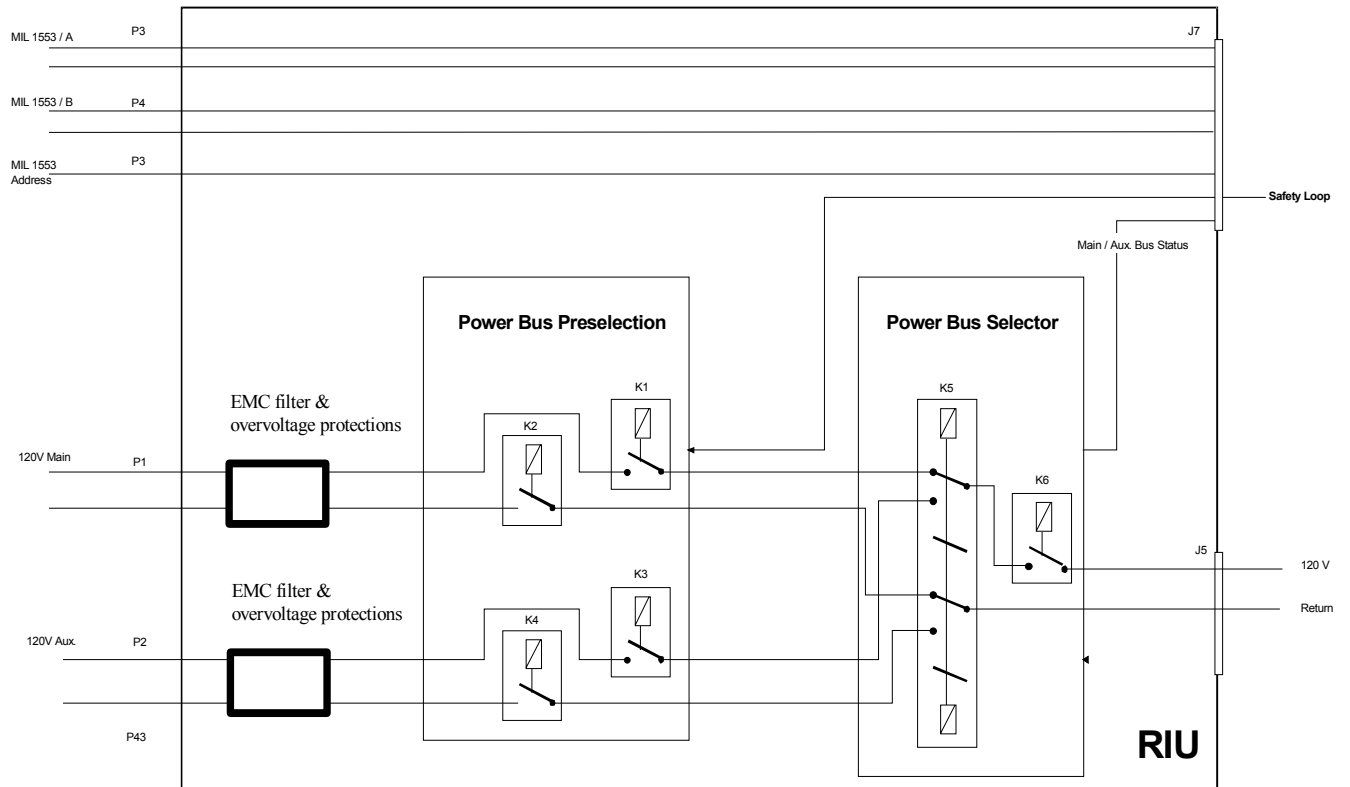 MIL 1553 / A
P3
J7
MIL 1553 / B
P4
MIL 1553
Address
P3
Safety Loop
Main / Aux. Bus Status
Power Bus Preselection
Power Bus Selector
K1
K5
EMC filter &
overvoltage protections
K2
120V Main
P1
K6
J5
120 V
EMC filter &
overvoltage protections
K3
Return
K4
120V Aux.
P2
P43
RIU